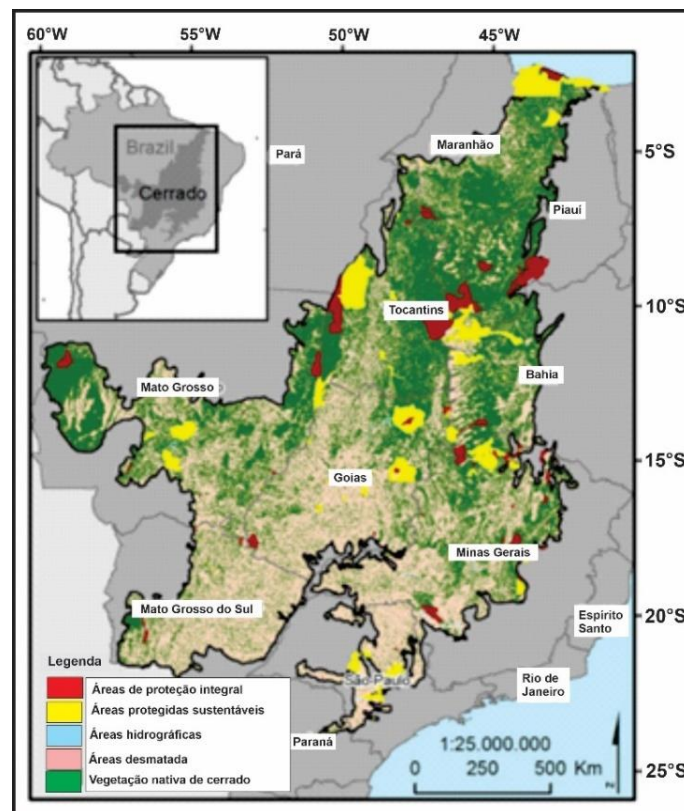 60°W 55°W 50°W 45°W
Brazil
Cerrado
Pará
Maranhão
5°S
Piauí
10°S
Tocantins
Mato Grosso
Bahia
Goias
15°S
Minas Gerais
Mato Grosso do Sul
Espirito
Santo
20°S
Legenda
Áreas de proteção integral
Áreas protegidas sustentáveis
Áreas hidrográficas
Áreas desmatada
Vegetação nativa de cerrado
São Paulo
Rio de
Janeiro
Paraná
1:25.000.000
0 250 500 Km
N
25°S